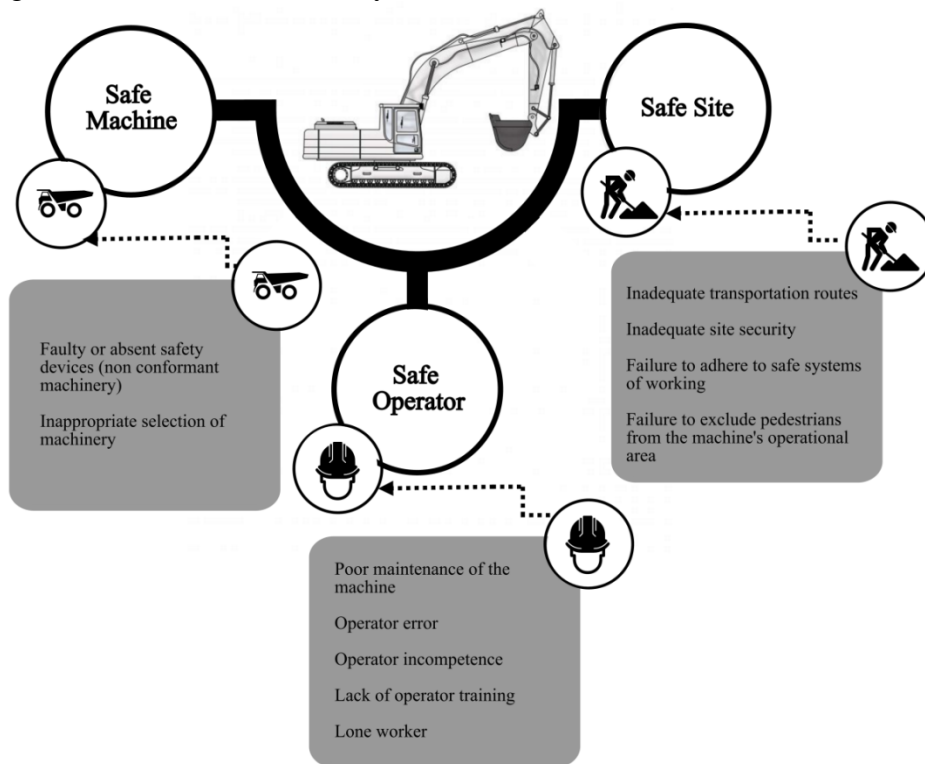 Safe
Machine
Safe Site
Faulty or absent safety
devices (non conformant
machinery)
Inappropriate selection of
machinery
Safe
Operator
Inadequate transportation routes
Inadequate site security
Failure to adhere to safe systems
of working
Failure to exclude pedestrians
from the machine's operational
area
Poor maintenance of the
machine
Operator error
Operator incompetence
Lack of operator training
Lone worker